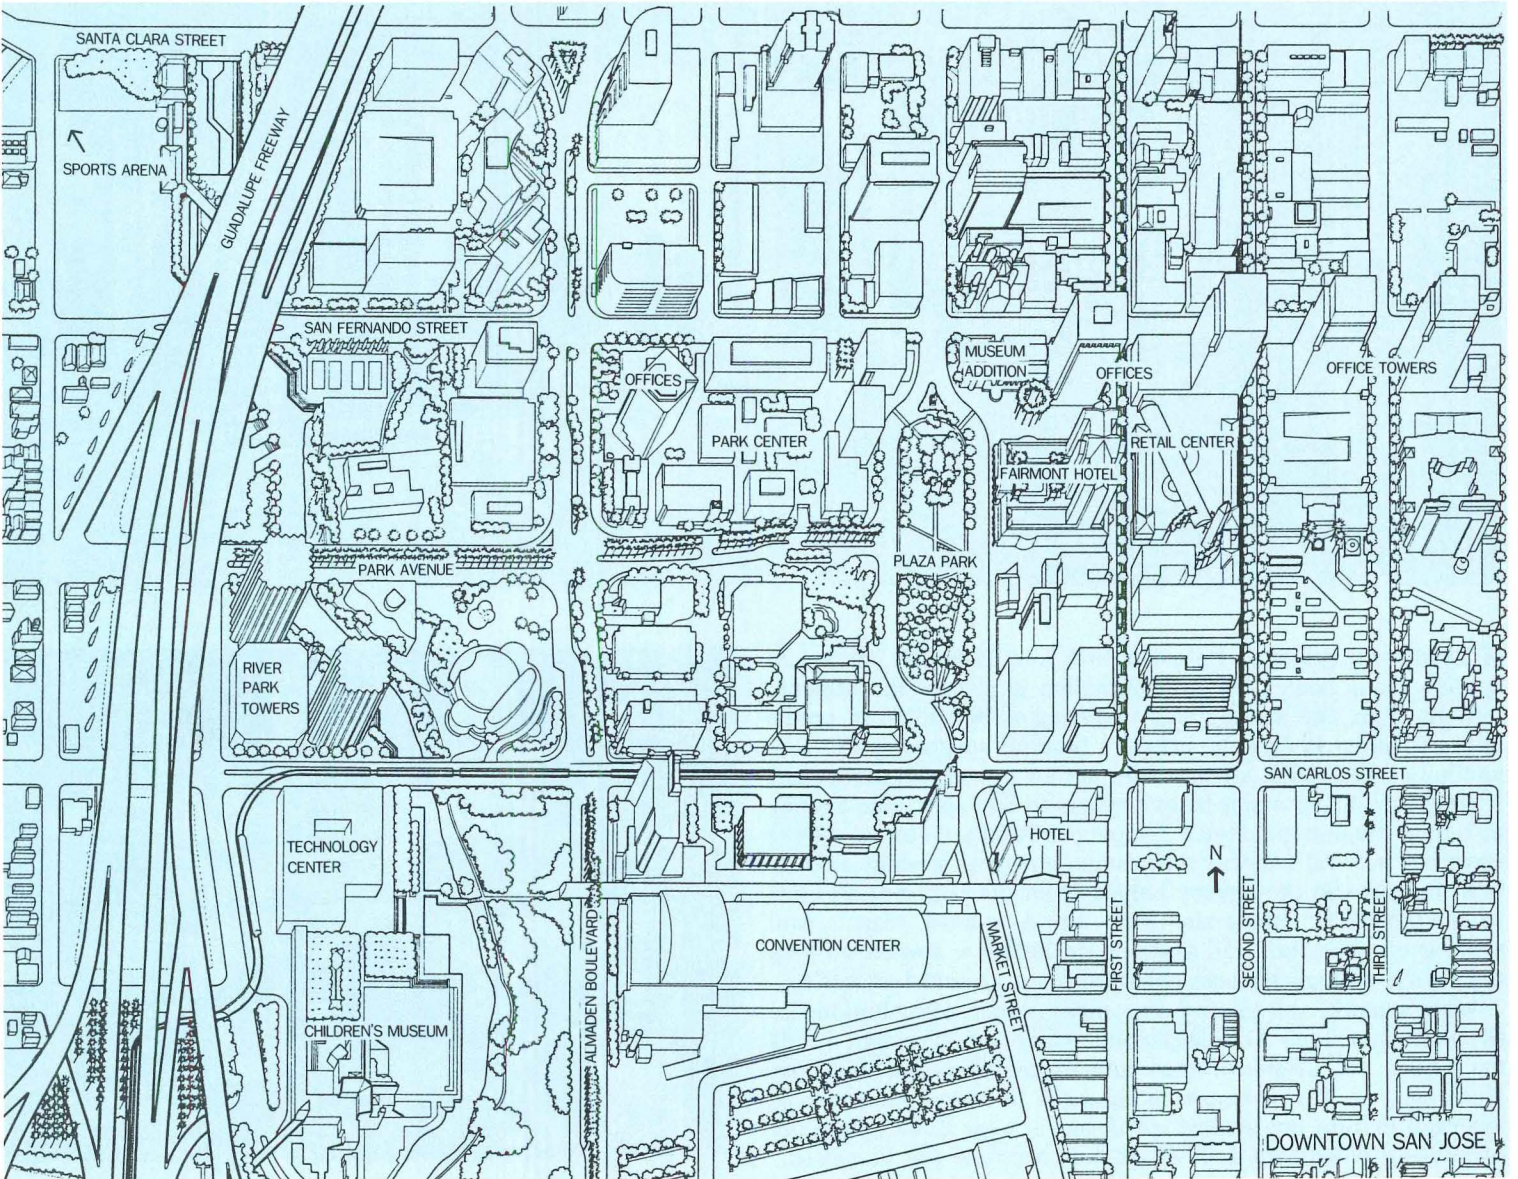 SANTA CLARA STREET
SPORTS ARENA
GUADALUPE FREEWAY
SAN FERNANDO STREET
OFFICES
PARK CENTER
MUSEUM
ADDITION
OFFICES
OFFICE TOWERS
RETAIL CENTER
FAIRMONT HOTEL
PARK AVENUE
PLAZA PARK
RIVER
PARK
TOWERS
SAN CARLOS STREET
TECHNOLOGY
CENTER
HOTEL
N
CONVENTION CENTER
ALMADEN BOULEVARD
MARKET STREET
FIRST STREET
SECOND STREET
THIRD STREET
CHILDREN'S MUSEUM
DOWNTOWN SAN JOSE